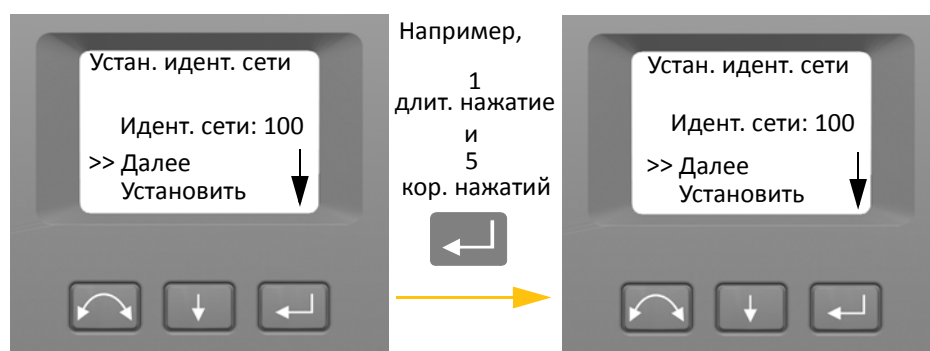 Устан. идент. сети
Идент. сети: 100
>> Далее
Установить
Например,
1
длит. нажатие
и
5
кор. нажатий
Устан. идент. сети
Идент. сети: 100
>> Далее
Установить